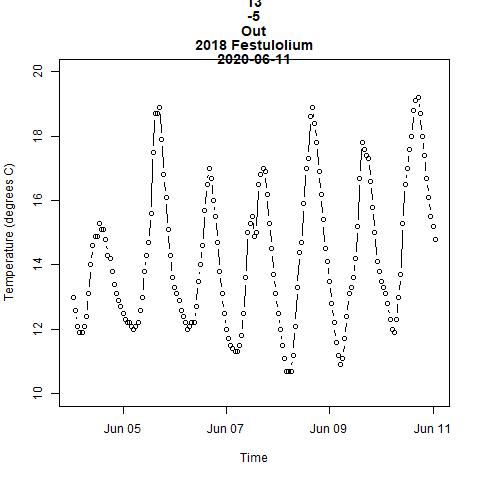 13
-5
Out
2018 Festulolium
2020-06-11
Temperature (degrees C)
20
18
16
14
12
10
Jun 05
Jun 07
Jun 09
Jun 11
Time